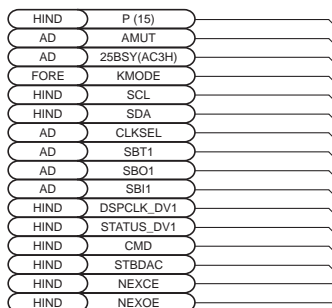 HIND P (15)
AD AMUT
AD 25BSY(AC3H)
FORE KMODE
HIND SCL
HIND SDA
AD CLKSEL
AD SBT1
AD SBO1
AD SBI1
HIND DSPCLK_DV1
HIND STATUS_DV1
HIND CMD
HIND STBDAC
HIND NEXCE
HIND NEXOE